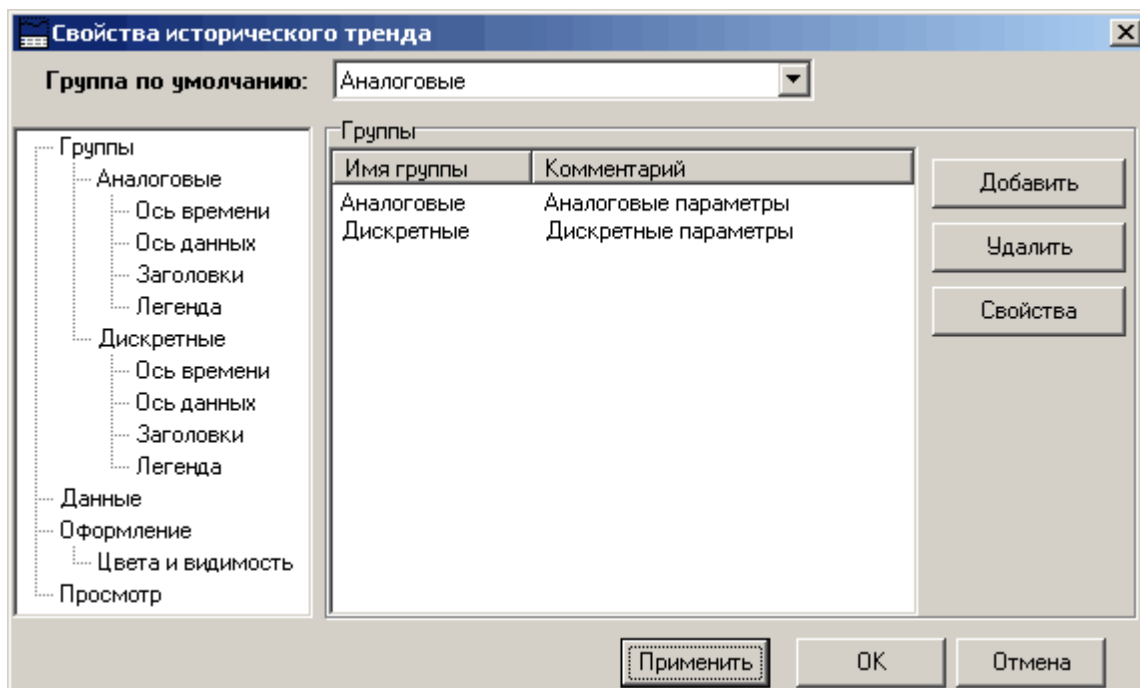 Свойства исторического тренда
Группа по умолчанию: Аналоговые
Группы
Аналоговые
Ось времени
Ось данных
Заголовки
Легенда
Дискретные
Ось времени
Ось данных
Заголовки
Легенда
Данные
Оформление
Цвета и видимость
Просмотр
Группы
Имя группы Комментарий
Аналоговые Аналоговые параметры
Дискретные Дискретные параметры
Добавить
Удалить
Свойства
Применить OK Отмена